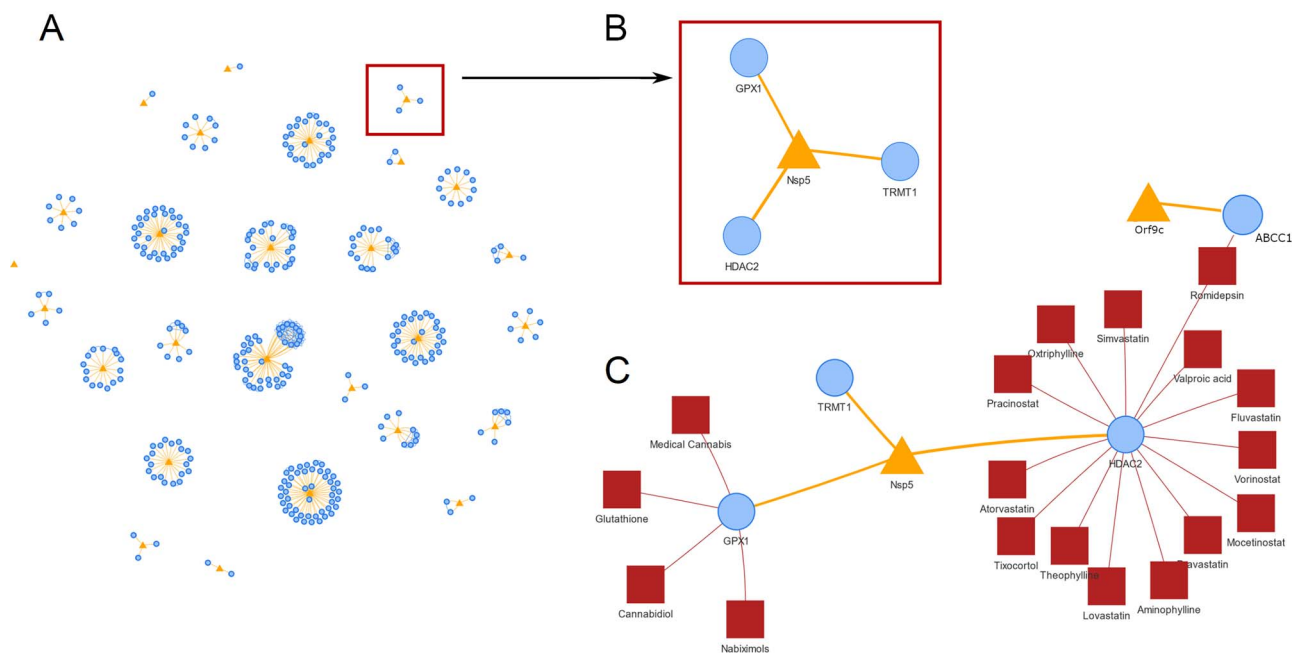 A
B
GPX1
Nsp5
TRMT1
HDAC2
Orf9c
ABCC1
Romidepsin
Simvastatin
Oxtriphylline
Valproic acid
C
TRMT1
Pracinostat
Fluvastatin
Medical Cannabis
HDAC2
Nsp5
Vorinostat
Atorvastatin
Glutathione
GPX1
Mocetinostat
Tixocortol
Pravastatin
Theophylline
Cannabidiol
Aminophylline
Lovastatin
Nabiximols